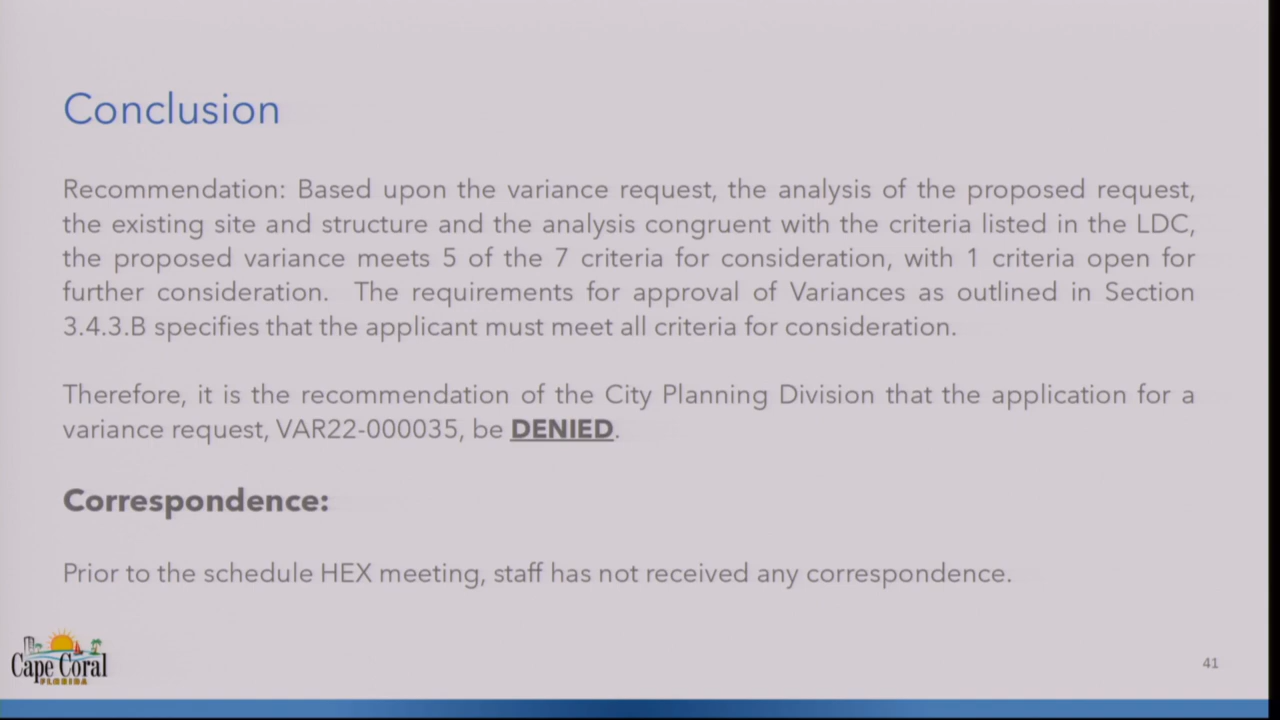 Conclusion
Recommendation: Based upon the variance request, the analysis of the proposed request,
the existing site and structure and the analysis congruent with the criteria listed in the LDC,
the proposed variance meets 5 of the 7 criteria for consideration, with 1 criteria open for
further consideration. The requirements for approval of Variances as outlined in Section
3.4.3.B specifies that the applicant must meet all criteria for consideration.
Therefore, it is the recommendation of the City Planning Division that the application for a
variance request, VAR22-000035, be DENIED.
Correspondence:
Prior to the schedule HEX meeting, staff has not received any correspondence.
Cape Coral
FLORIDA
41